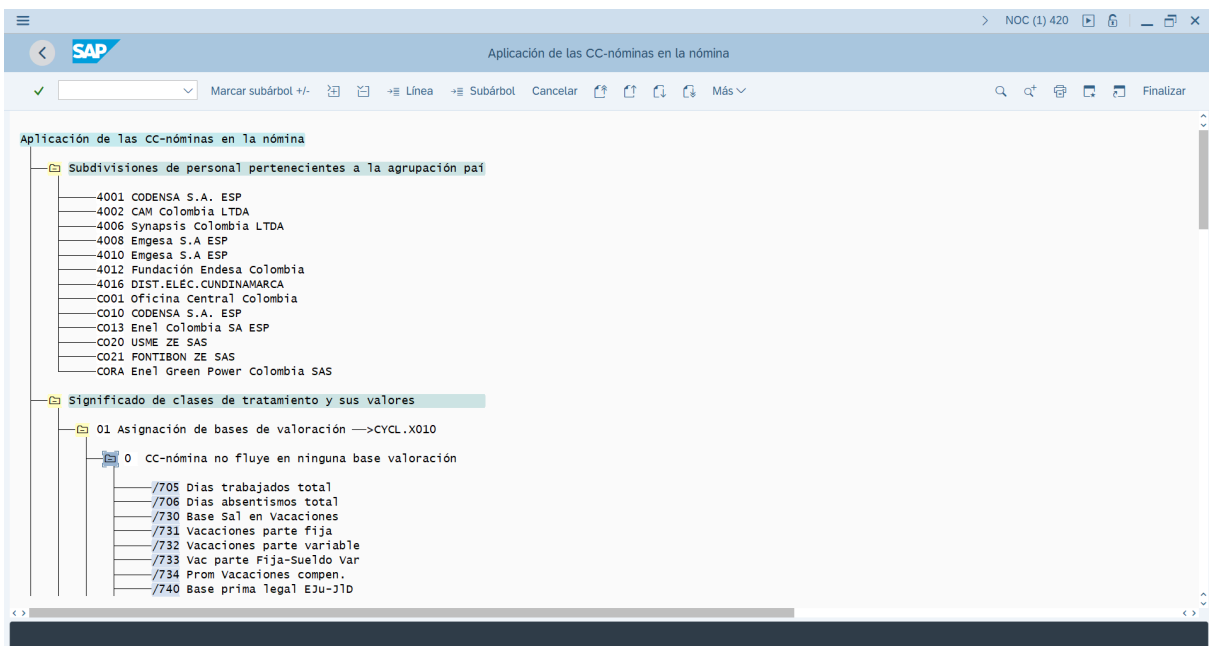 NOC (1) 420
SAP
Aplicación de las CC-nóminas en la nómina
Marcar subárbol +/- Línea Subárbol Cancelar Más Finalizar
Aplicación de las CC-nóminas en la nómina
Subdivisiones de personal pertenecientes a la agrupación paí
4001 CODENSA S.A. ESP
4002 CAM Colombia LTDA
4006 Synapsis Colombia LTDA
4008 Emgesa S.A ESP
4010 Emgesa S.A ESP
4012 Fundación Endesa Colombia
4016 DIST.ELÉC.CUNDINAMARCA
CO01 Oficina Central Colombia
CO10 CODENSA S.A. ESP
CO13 Enel Colombia SA ESP
CO20 USME ZE SAS
CO21 FONTIBON ZE SAS
CORA Enel Green Power Colombia SAS
Significado de clases de tratamiento y sus valores
01 Asignación de bases de valoración —>CYCL.X010
0 CC-nómina no fluye en ninguna base valoración
/705 Dias trabajados total
/706 Dias absentismos total
/730 Base Sal en Vacaciones
/731 Vacaciones parte fija
/732 Vacaciones parte variable
/733 Vac parte Fija-Sueldo Var
/734 Prom Vacaciones compen.
/740 Base prima legal EJu-JlD